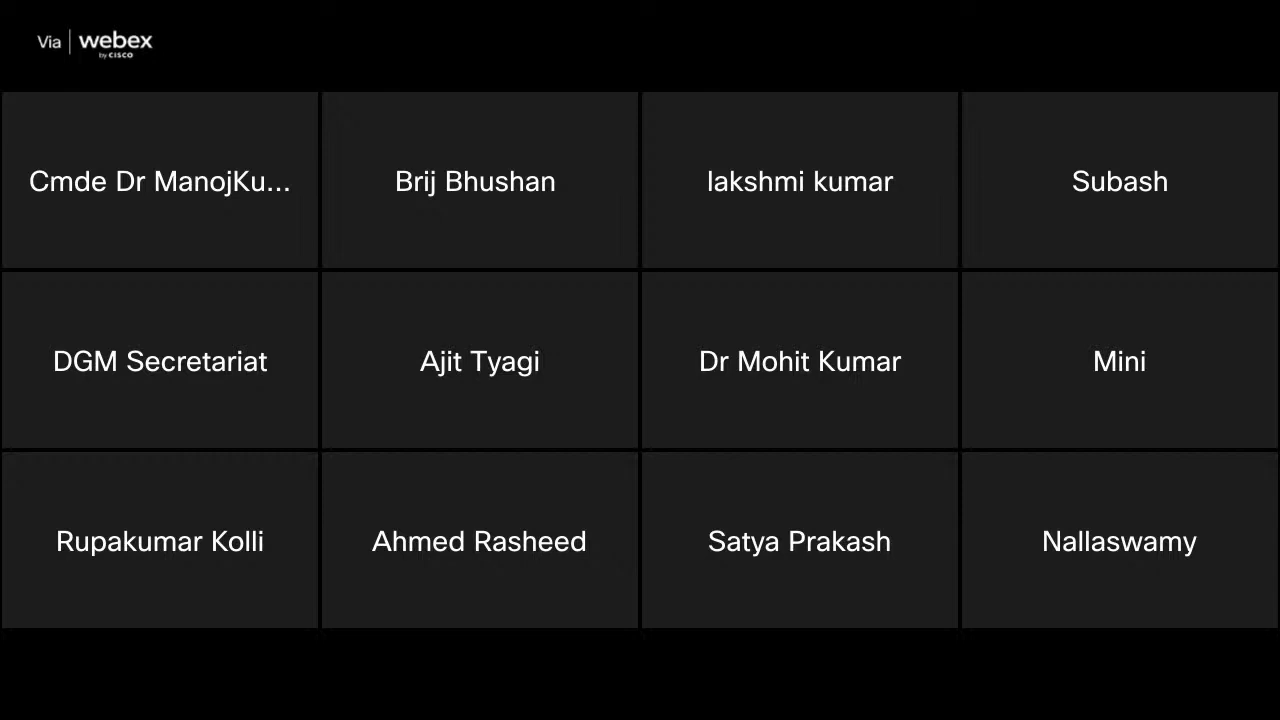 Via webex
by CISCO
Cmde Dr ManojKu...
Brij Bhushan
lakshmi kumar
Subash
DGM Secretariat
Ajit Tyagi
Dr Mohit Kumar
Mini
Rupakumar Kolli
Ahmed Rasheed
Satya Prakash
Nallaswamy